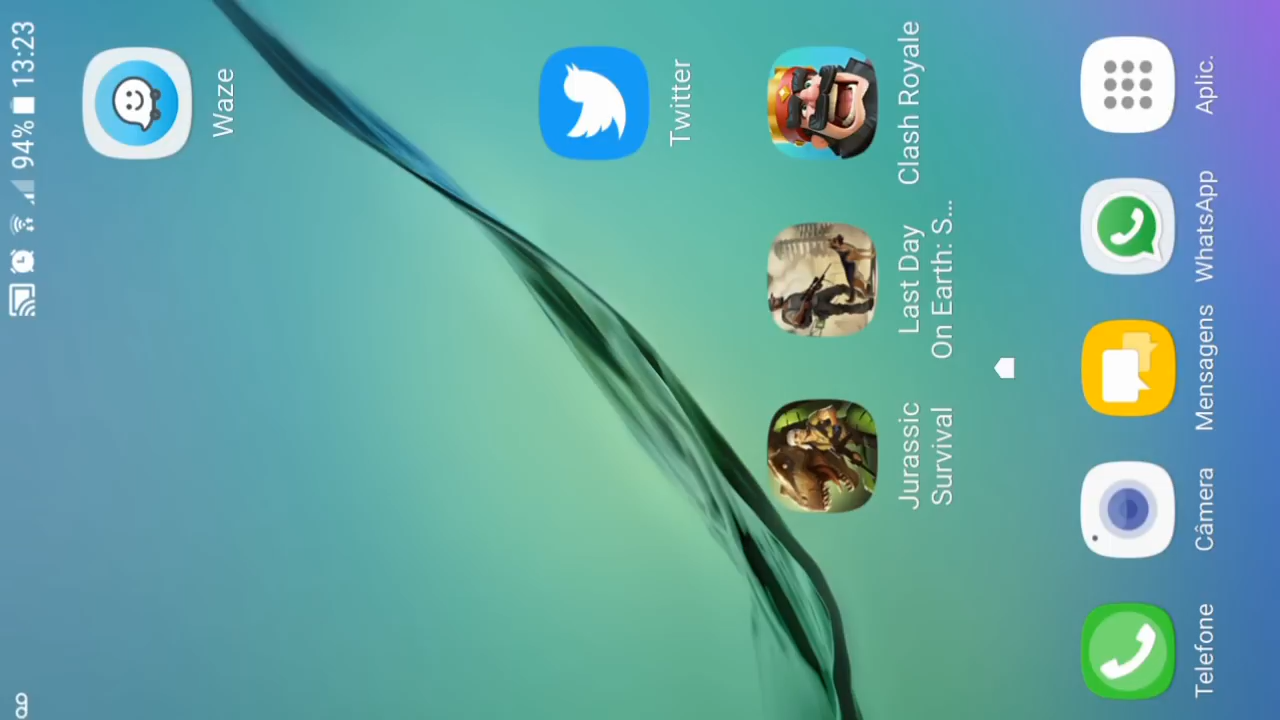 94% 13:23
Waze
Twitter
Jurassic
Survival
Last Day
On Earth: S...
Clash Royale
Telefone
Câmera
Mensagens
WhatsApp
Aplic.